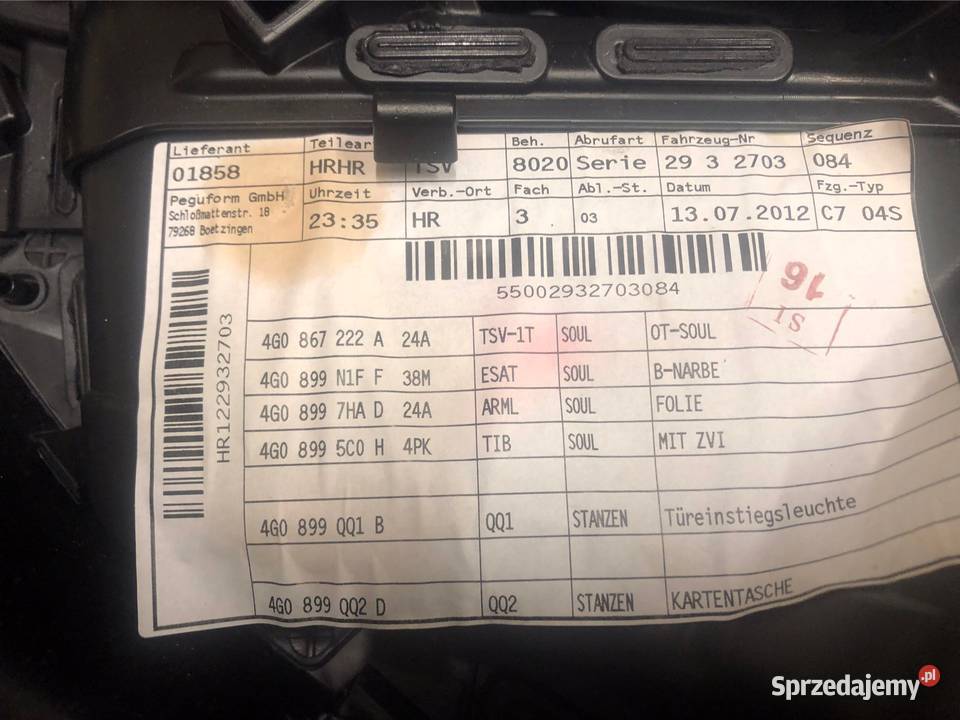 Lieferant Teilear Beh. Abrufart Fahrzeug-Nr Sequenz
01858 HRHR TSV 8020 Serie 29 3 2703 084
Peguform GmbH Uhrzeit Verb.-Ort Fach Abl.-St. Datum Fzg.-Typ
Schloßmattenstr. 18
79268 Boetzingen 23:35 HR 3 03 13.07.2012 C7 04S
55002932703084
16
IS
HR122932703
4G0 867 222 A 24A TSV-1T SOUL OT-SOUL
4G0 899 N1F F 38M ESAT SOUL B-NARBE
4G0 899 7HA D 24A ARML SOUL FOLIE
4G0 899 5C0 H 4PK TIB SOUL MIT ZVI
4G0 899 QQ1 B QQ1 STANZEN Türeinstiegsleuchte
4G0 899 QQ2 D QQ2 STANZEN KARTENTASCHE
Sprzedajemy.pl